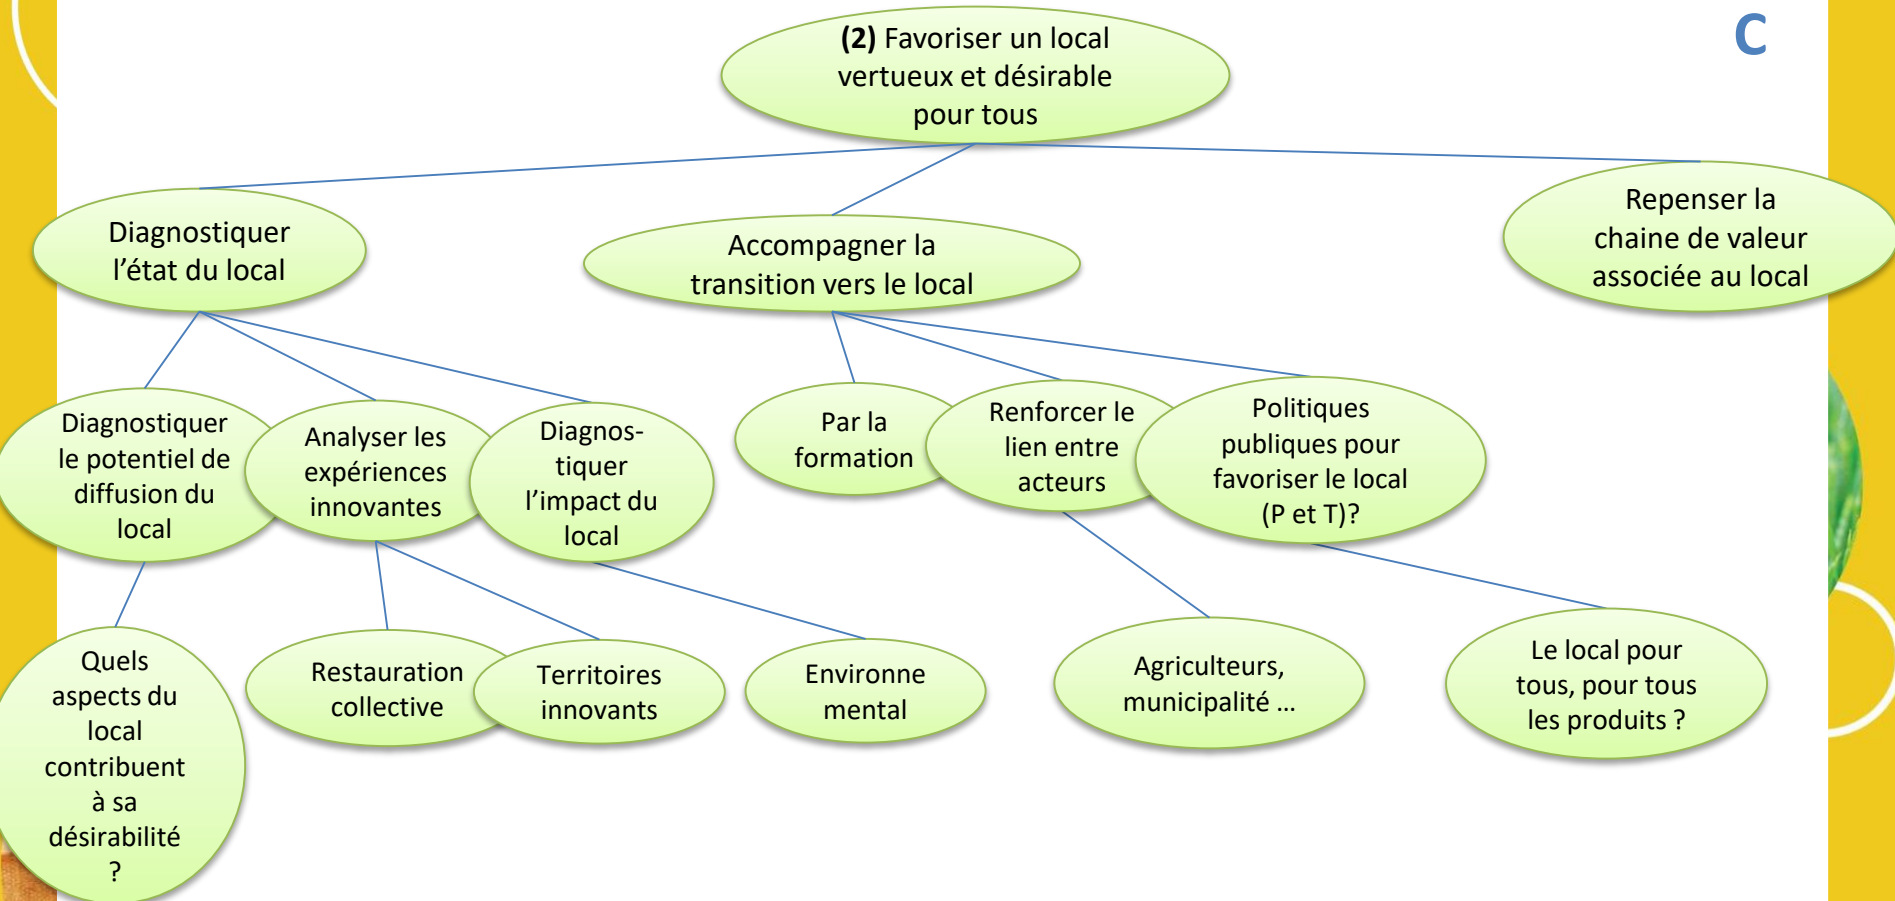 (2) Favoriser un local
vertueux et désirable
pour tous
C
Diagnostiquer
l’état du local
Accompagner la
transition vers le local
Repenser la
chaine de valeur
associée au local
Diagnostiquer
le potentiel de
diffusion du
local
Analyser les
expériences
innovantes
Diagnos-
tiquer
l’impact du
local
Par la
formation
Renforcer le
lien entre
acteurs
Politiques
publiques pour
favoriser le local
(P et T)?
Quels
aspects du
local
contribuent
à sa
désirabilité
?
Restauration
collective
Territoires
innovants
Environne
mental
Agriculteurs,
municipalité …
Le local pour
tous, pour tous
les produits ?